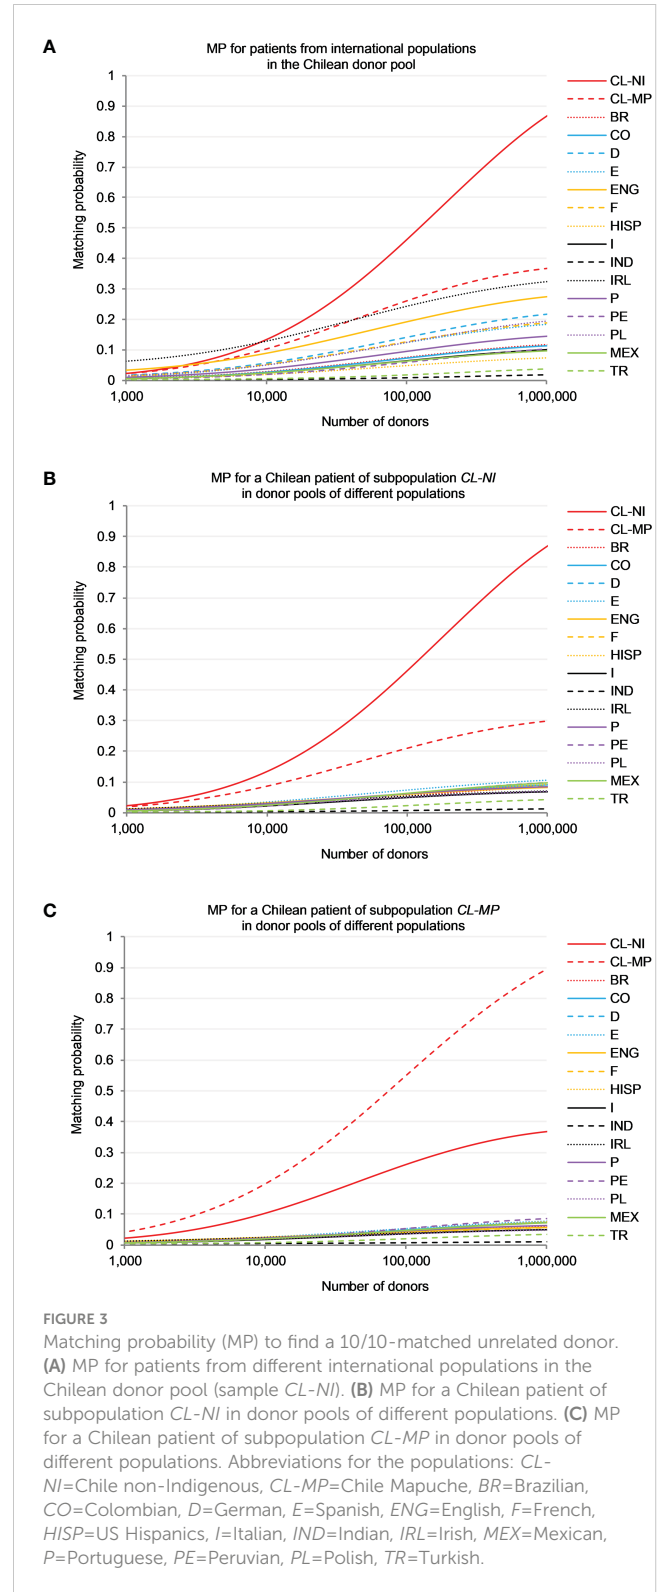 A
MP for patients from international populations
in the Chilean donor pool
Matching probability
1
0.9
0.8
0.7
0.6
0.5
0.4
0.3
0.2
0.1
0
1,000
10,000
100,000
1,000,000
Number of donors
CL-NI
CL-MP
BR
CO
D
E
ENG
F
HISP
I
IND
IRL
P
PE
PL
MEX
TR
B
MP for a Chilean patient of subpopulation CL-NI
in donor pools of different populations
Matching probability
1
0.9
0.8
0.7
0.6
0.5
0.4
0.3
0.2
0.1
0
1,000
10,000
100,000
1,000,000
Number of donors
CL-NI
CL-MP
BR
CO
D
E
ENG
F
HISP
I
IND
IRL
P
PE
PL
MEX
TR
C
MP for a Chilean patient of subpopulation CL-MP
in donor pools of different populations
Matching probability
1
0.9
0.8
0.7
0.6
0.5
0.4
0.3
0.2
0.1
0
1,000
10,000
100,000
1,000,000
Number of donors
CL-NI
CL-MP
BR
CO
D
E
ENG
F
HISP
I
IND
IRL
P
PE
PL
MEX
TR
FIGURE 3
Matching probability (MP) to find a 10/10-matched unrelated donor.
(A) MP for patients from different international populations in the
Chilean donor pool (sample CL-NI). (B) MP for a Chilean patient of
subpopulation CL-NI in donor pools of different populations. (C) MP
for a Chilean patient of subpopulation CL-MP in donor pools of
different populations. Abbreviations for the populations: CL-
NI=Chile non-Indigenous, CL-MP=Chile Mapuche, BR=Brazilian,
CO=Colombian, D=German, E=Spanish, ENG=English, F=French,
HISP=US Hispanics, I=Italian, IND=Indian, IRL=Irish, MEX=Mexican,
P=Portuguese, PE=Peruvian, PL=Polish, TR=Turkish.